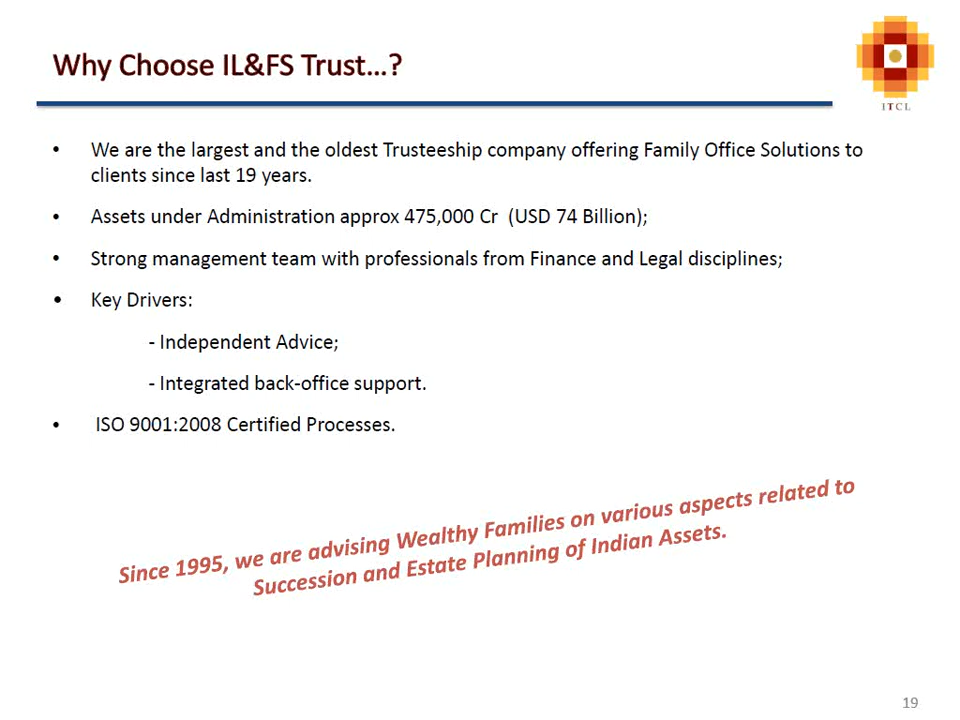 Why Choose IL&FS Trust...?
ITCL
• We are the largest and the oldest Trusteeship company offering Family Office Solutions to
clients since last 19 years.
• Assets under Administration approx 475,000 Cr (USD 74 Billion);
• Strong management team with professionals from Finance and Legal disciplines;
• Key Drivers:
- Independent Advice;
- Integrated back-office support.
• ISO 9001:2008 Certified Processes.
Since 1995, we are advising Wealthy Families on various aspects related to
Succession and Estate Planning of Indian Assets.
19